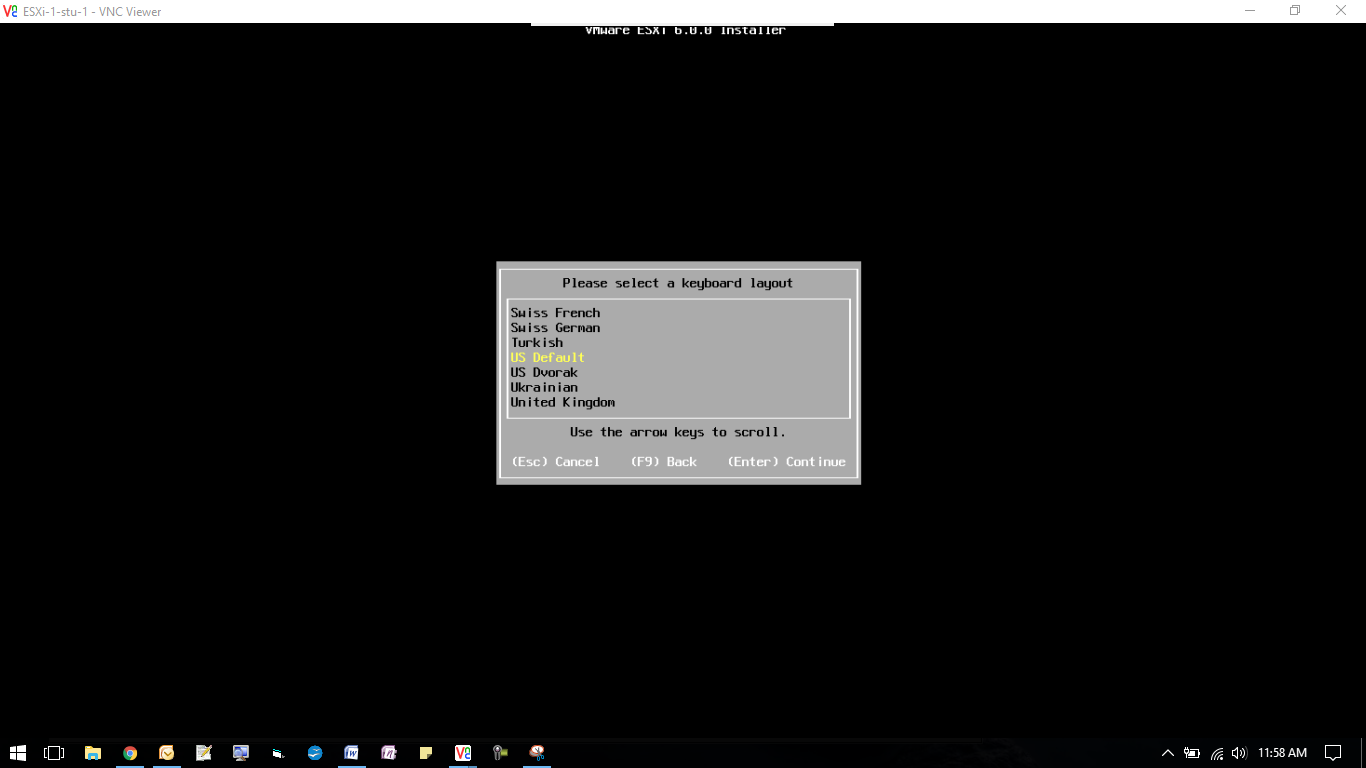 ESXi-1-stu-1 - VNC Viewer
VMware ESXi 6.0.0 Installer
Please select a keyboard layout
Swiss French
Swiss German
Turkish
US Default
US Dvorak
Ukrainian
United Kingdom
Use the arrow keys to scroll.
(Esc) Cancel (F9) Back (Enter) Continue
11:58 AM